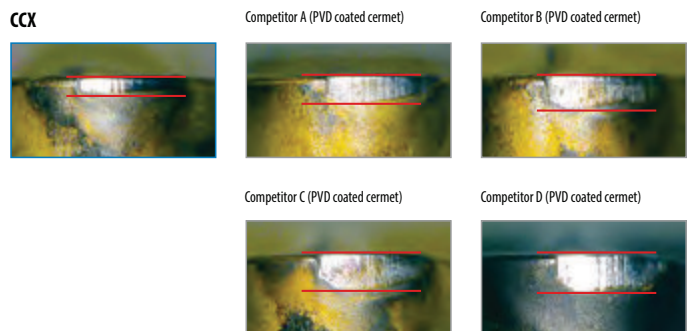 CCX
Competitor A (PVD coated cermet)
Competitor B (PVD coated cermet)
Competitor C (PVD coated cermet)
Competitor D (PVD coated cermet)